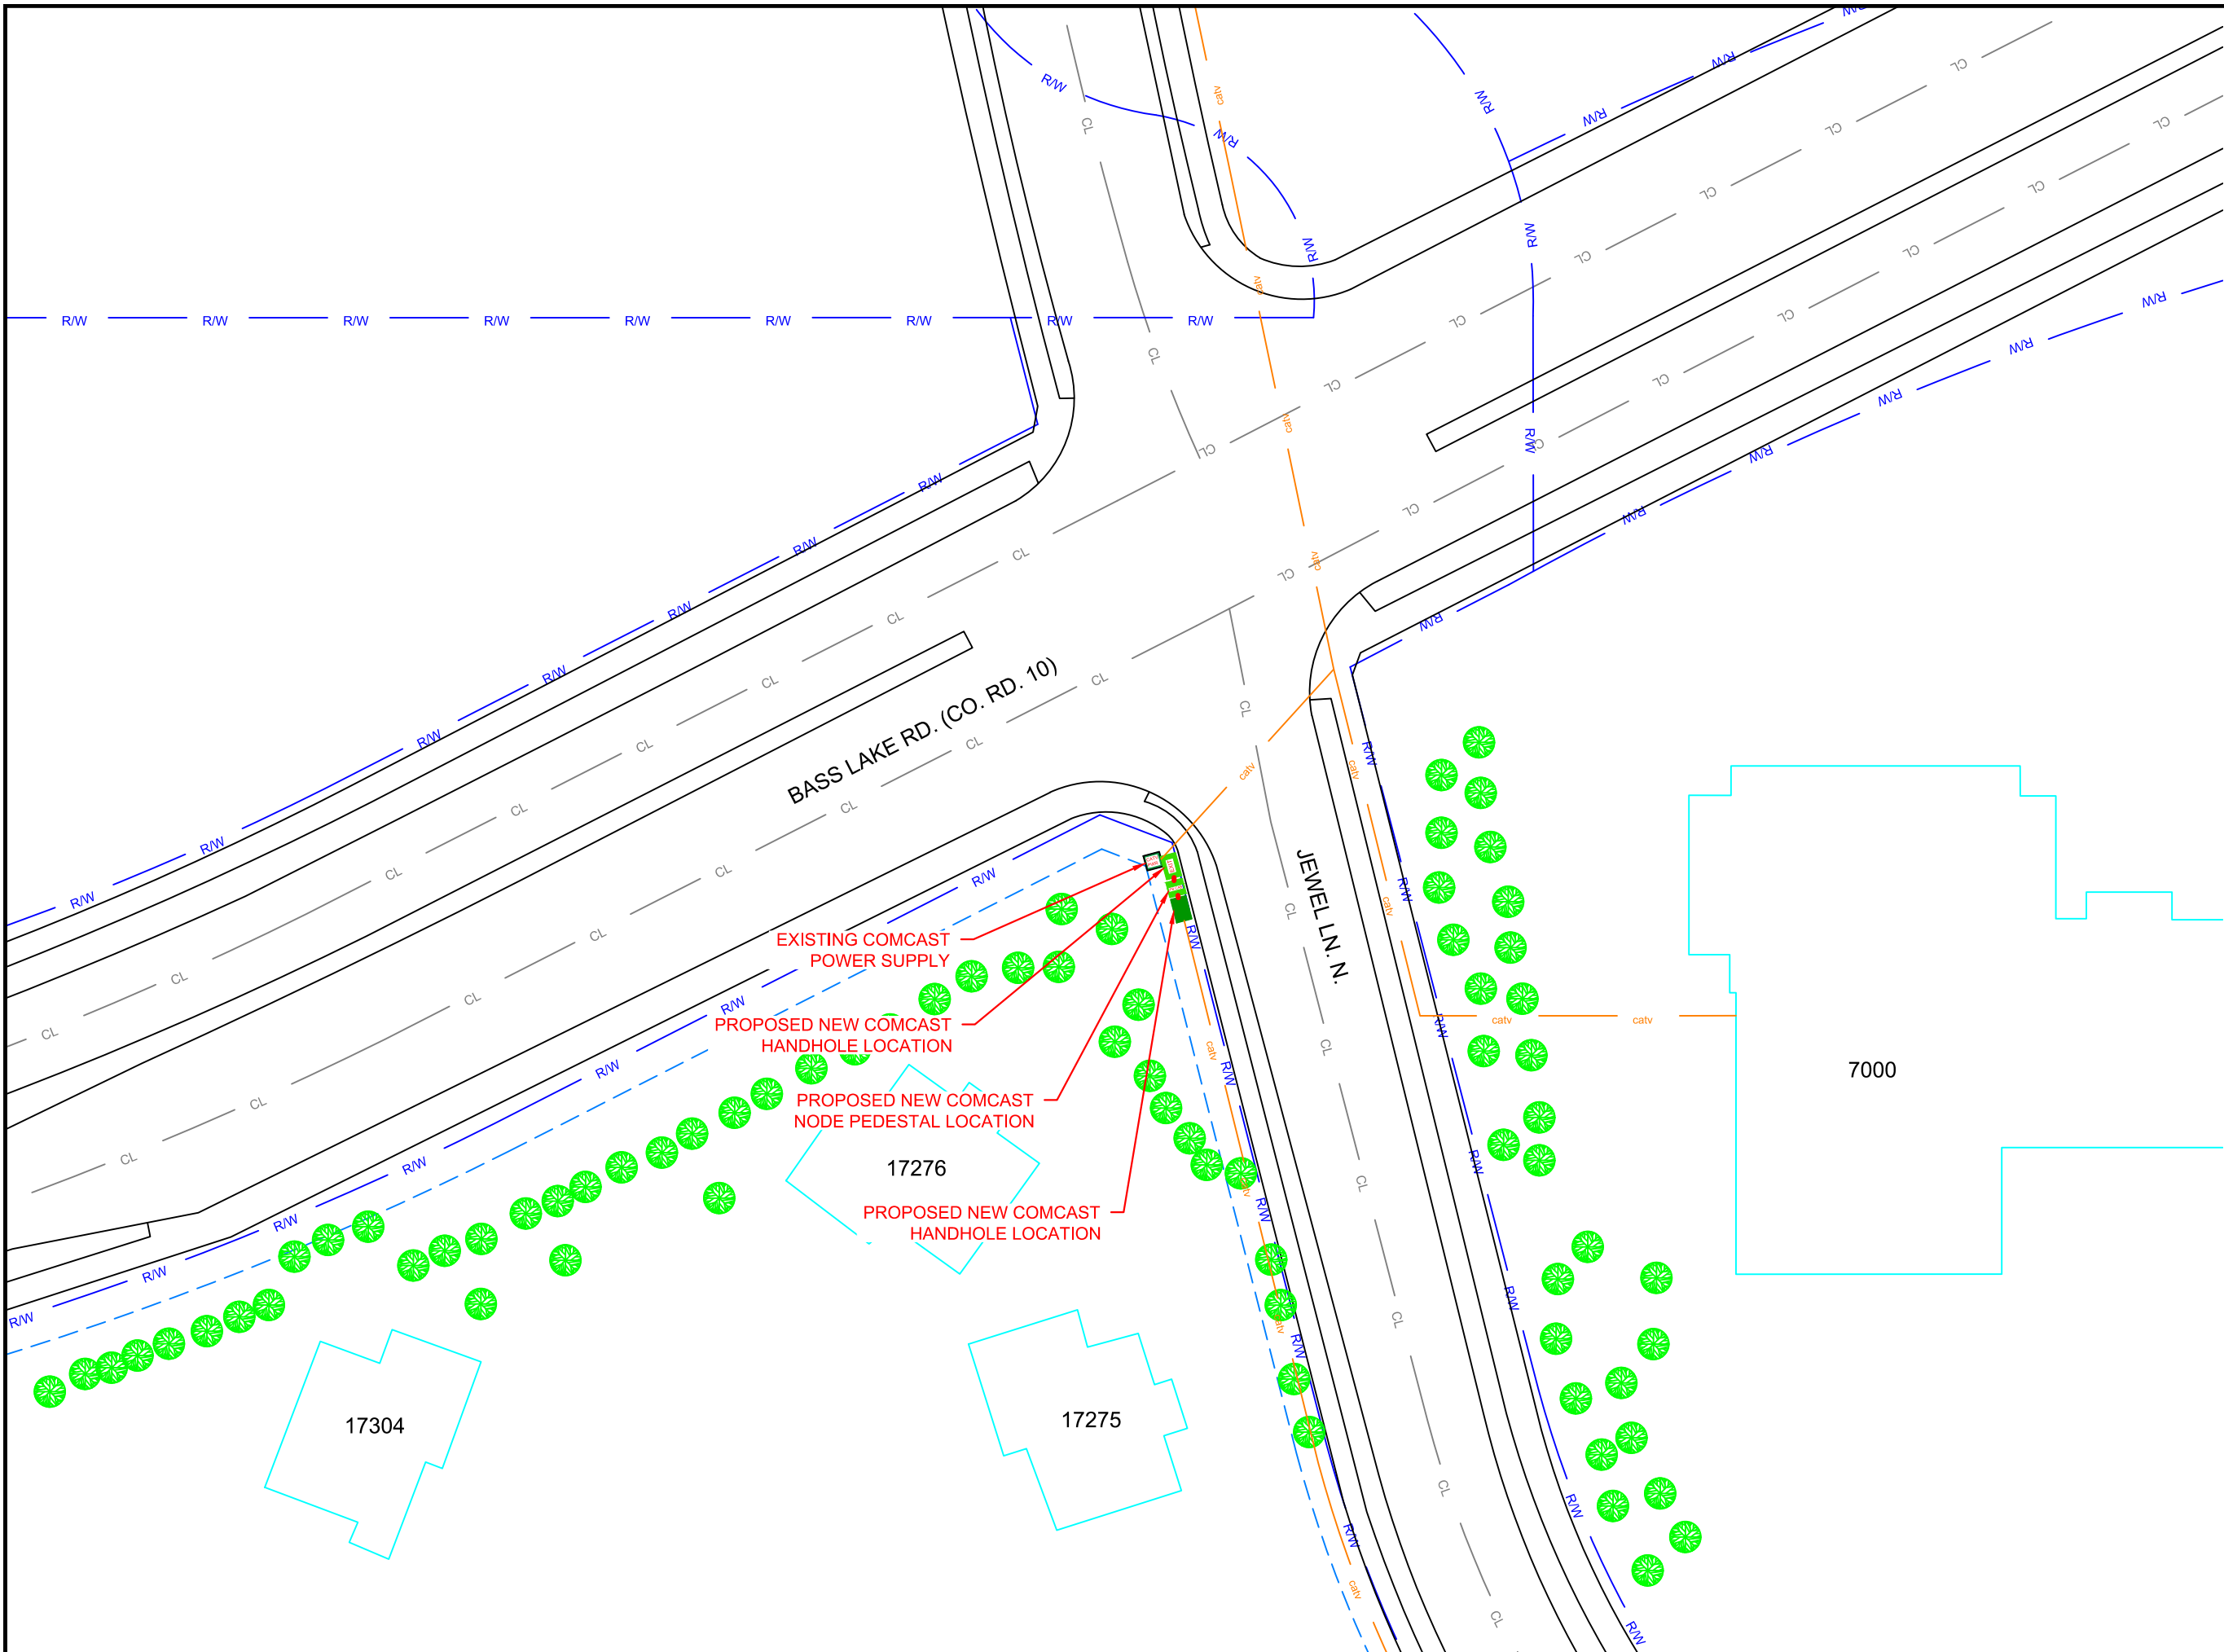 BASS LAKE RD. (CO. RD. 10)
JEWEL LN. N.
EXISTING COMCAST
POWER SUPPLY
PROPOSED NEW COMCAST
HANDHOLE LOCATION
PROPOSED NEW COMCAST
NODE PEDESTAL LOCATION
PROPOSED NEW COMCAST
HANDHOLE LOCATION
7000
17276
17304
17275
R/W
CL
catv